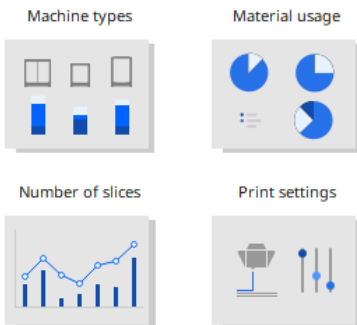 Machine types
Material usage
Number of slices
Print settings